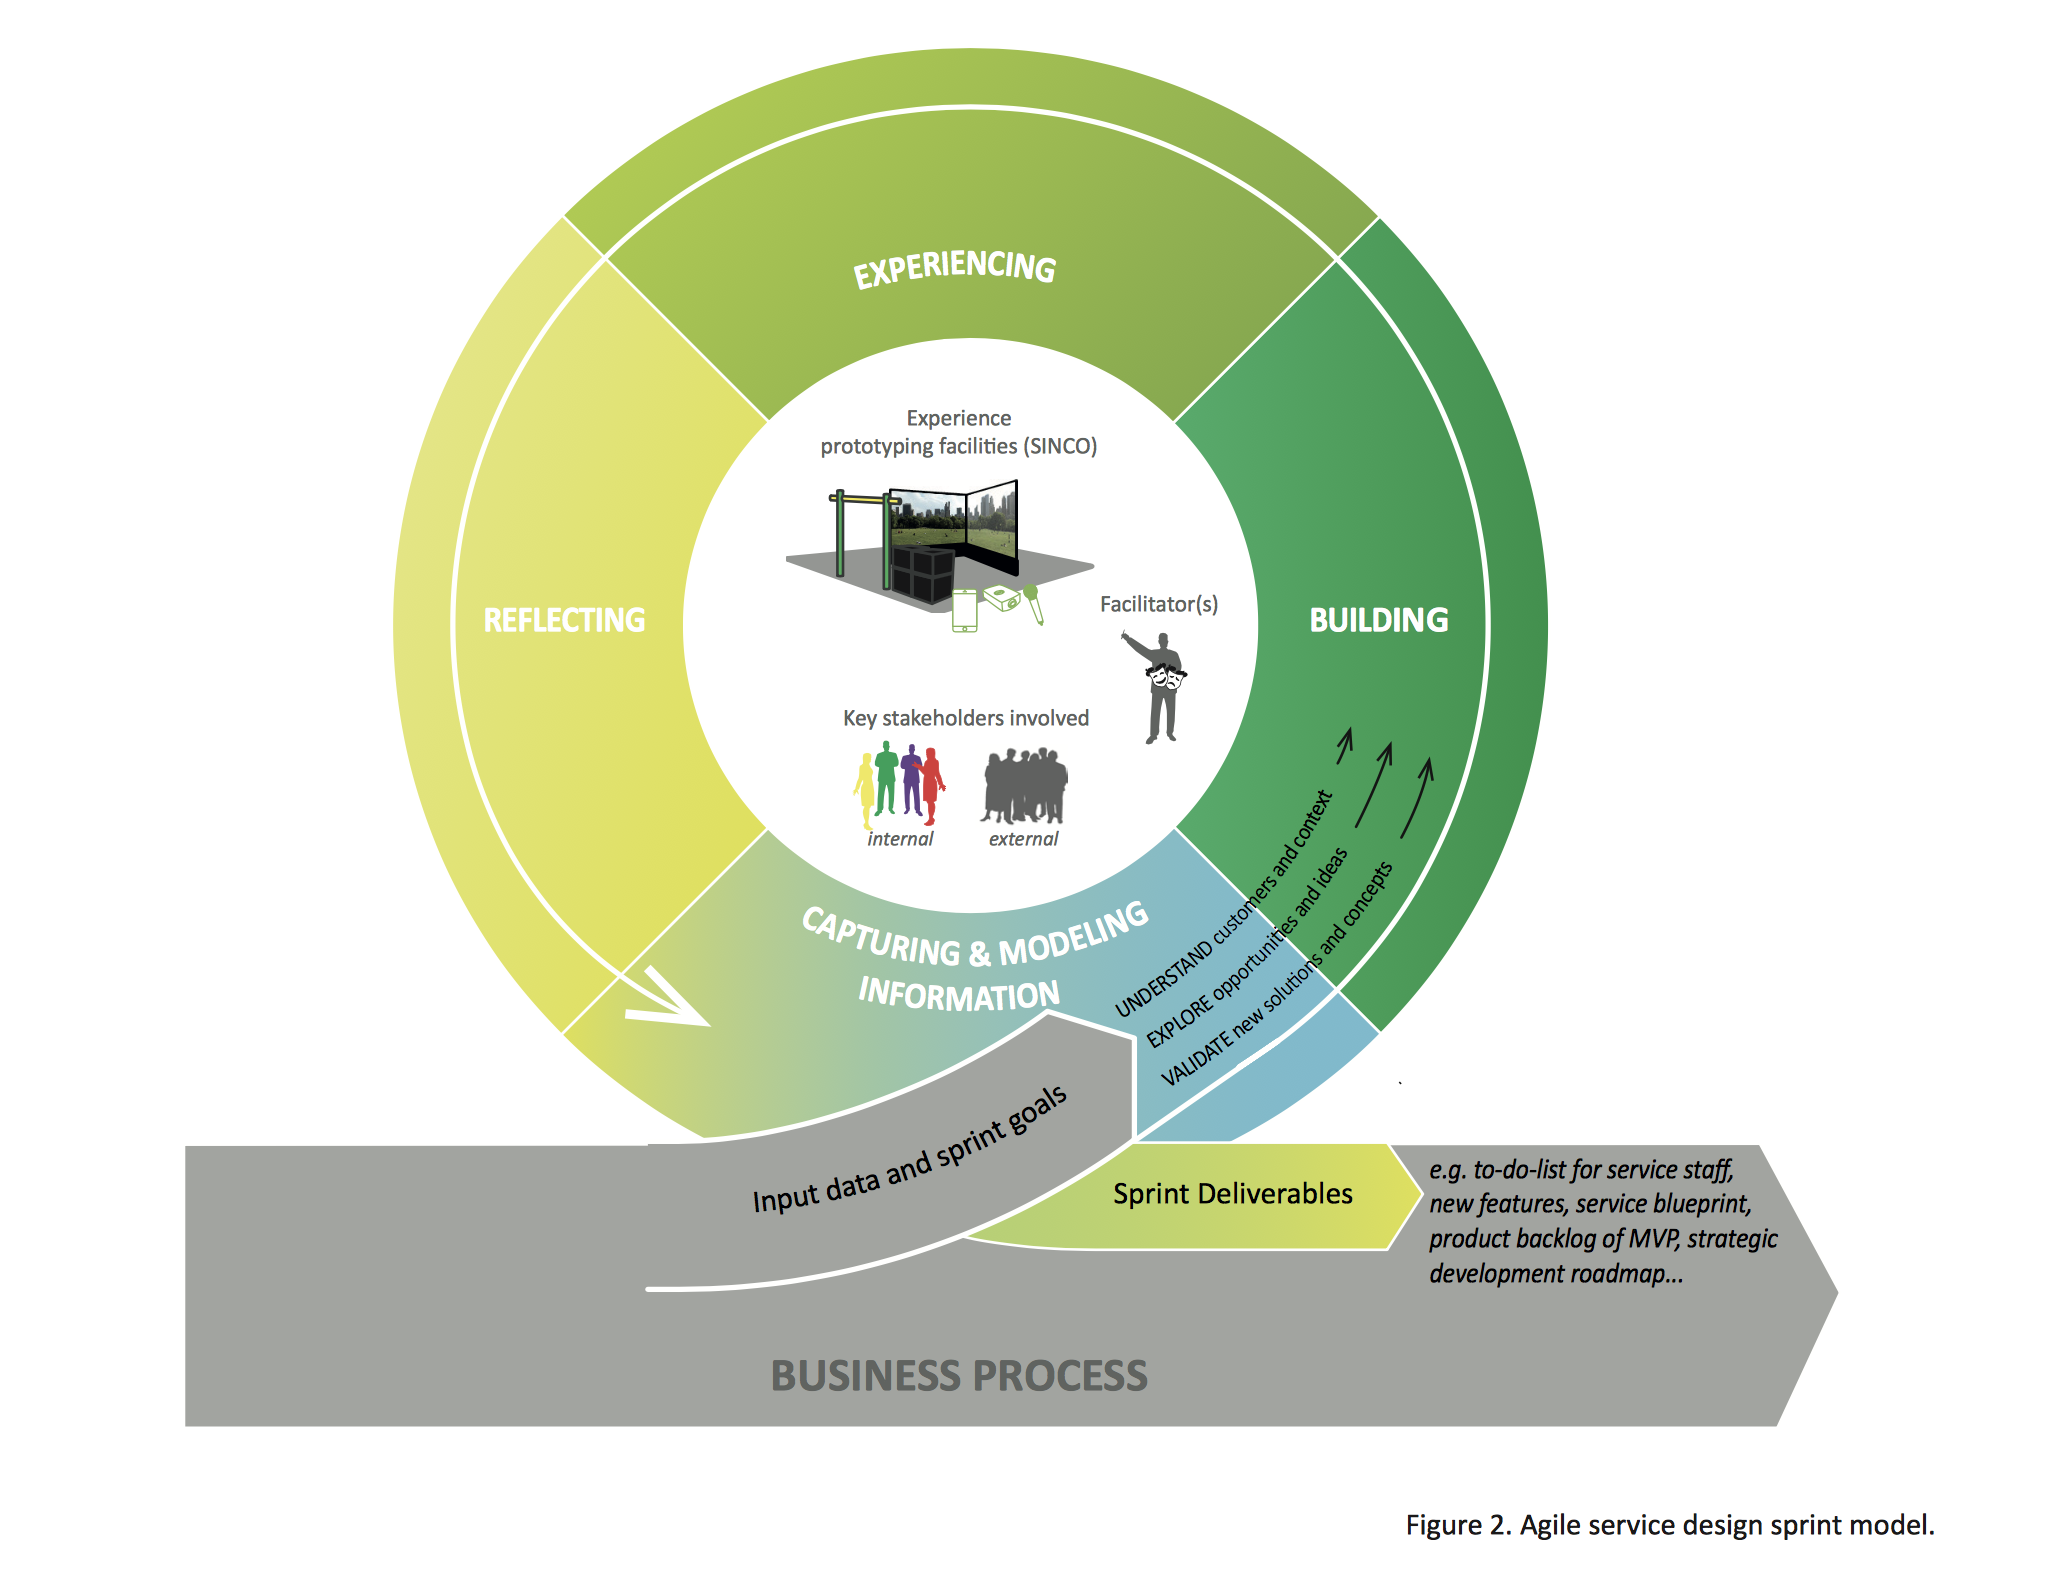 EXPERIENCING
Experience
prototyping facilities (SINCO)
Facilitator(s)
REFLECTING
BUILDING
Key stakeholders involved
internal
external
CAPTURING & MODELING
INFORMATION
UNDERSTAND customers and context
EXPLORE opportunities and ideas
VALIDATE new solutions and concepts
Input data and sprint goals
Sprint Deliverables
e.g. to-do-list for service staff,
new features, service blueprint,
product backlog of MVP, strategic
development roadmap...
BUSINESS PROCESS
Figure 2. Agile service design sprint model.